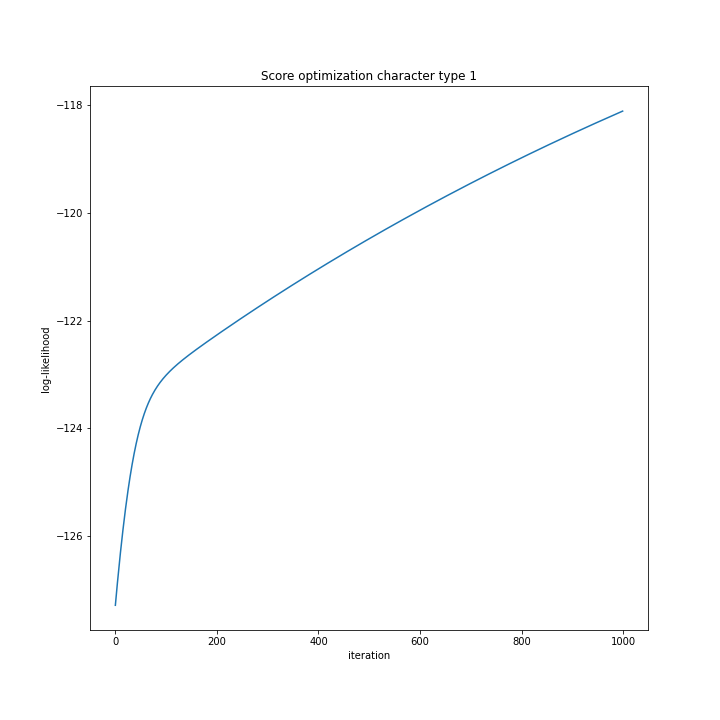 Score optimization character type 1
−118
−120
−122
−124
−126
log-likelihood
0 200 400 600 800 1000
iteration